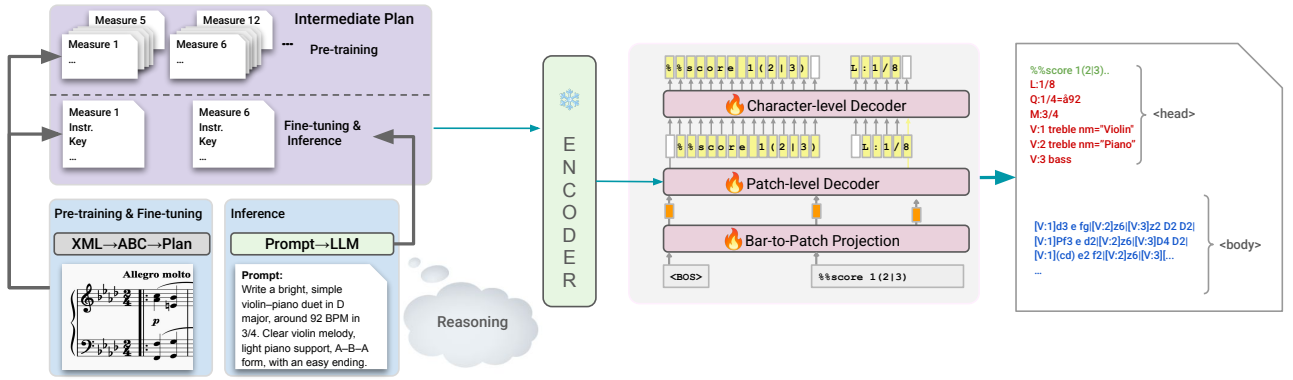 Intermediate Plan
Measure 5
Measure 12
Measure 1
...
Measure 6
...
---
Pre-training
Measure 1
Instr.
Key
...
Measure 6
Instr.
Key
...
Fine-tuning &
Inference
Pre-training & Fine-tuning
XML→ABC→Plan
Allegro molto
p
Inference
Prompt→LLM
Prompt:
Write a bright, simple
violin–piano duet in D
major, around 92 BPM in
3/4. Clear violin melody,
light piano support, A–B–A
form, with an easy ending.
Reasoning
ENCODER
%%score 1(2|3)
L:1/8
Character-level Decoder
%%score 1(2|3)
L:1/8
Patch-level Decoder
Bar-to-Patch Projection
<BOS>
%%score 1(2|3)
%%score 1(2|3)..
L:1/8
Q:1/4=å92
M:3/4
V:1 treble nm="Violin"
V:2 treble nm="Piano"
V:3 bass
<head>
[V:1]d3 e fg|[V:2]z6|[V:3]z2 D2 D2|
[V:1]Pf3 e d2|[V:2]z6|[V:3]D4 D2|
[V:1](cd) e2 f2|[V:2]z6|[V:3][...
...
<body>